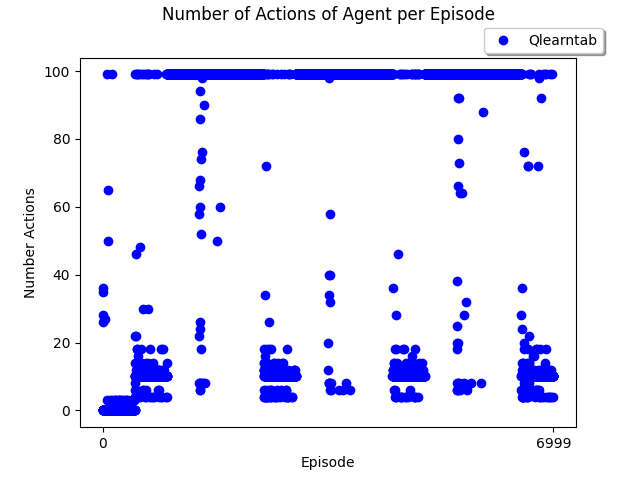 Number of Actions of Agent per Episode
Qlearntab
100
80
60
40
20
0
Number Actions
0
6999
Episode